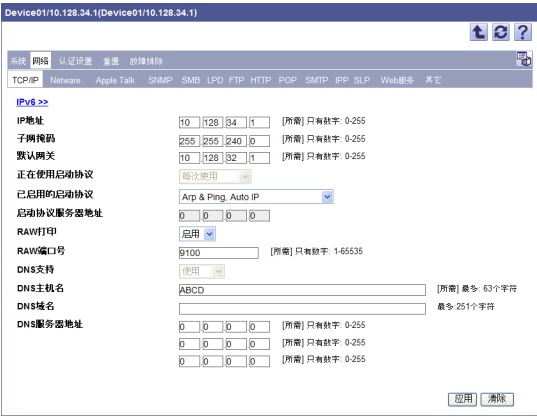 Device01/10.128.34.1(Device01/10.128.34.1)
系统 网络 认证设置 重置 故障排除
TCP/IP Netware Apple Talk SNMP SMB LPD FTP HTTP POP SMTP IPP SLP Web服务 其它
IPv6 >>
IP地址 10 128 34 1 [所需] 只有数字: 0-255
子网掩码 255 255 240 0 [所需] 只有数字: 0-255
默认网关 10 128 32 1 [所需] 只有数字: 0-255
正在使用启动协议 每次使用
已启用的启动协议 Arp & Ping, Auto IP
启动协议服务器地址 0 0 0 0
RAW打印 启用
RAW端口号 9100 [所需] 只有数字: 1-65535
DNS支持 使用
DNS主机名 ABCD [所需] 最多: 63个字符
DNS域名 最多:251个字符
DNS服务器地址 0 0 0 0 [所需] 只有数字: 0-255
0 0 0 0 [所需] 只有数字: 0-255
0 0 0 0 [所需] 只有数字: 0-255
应用 清除